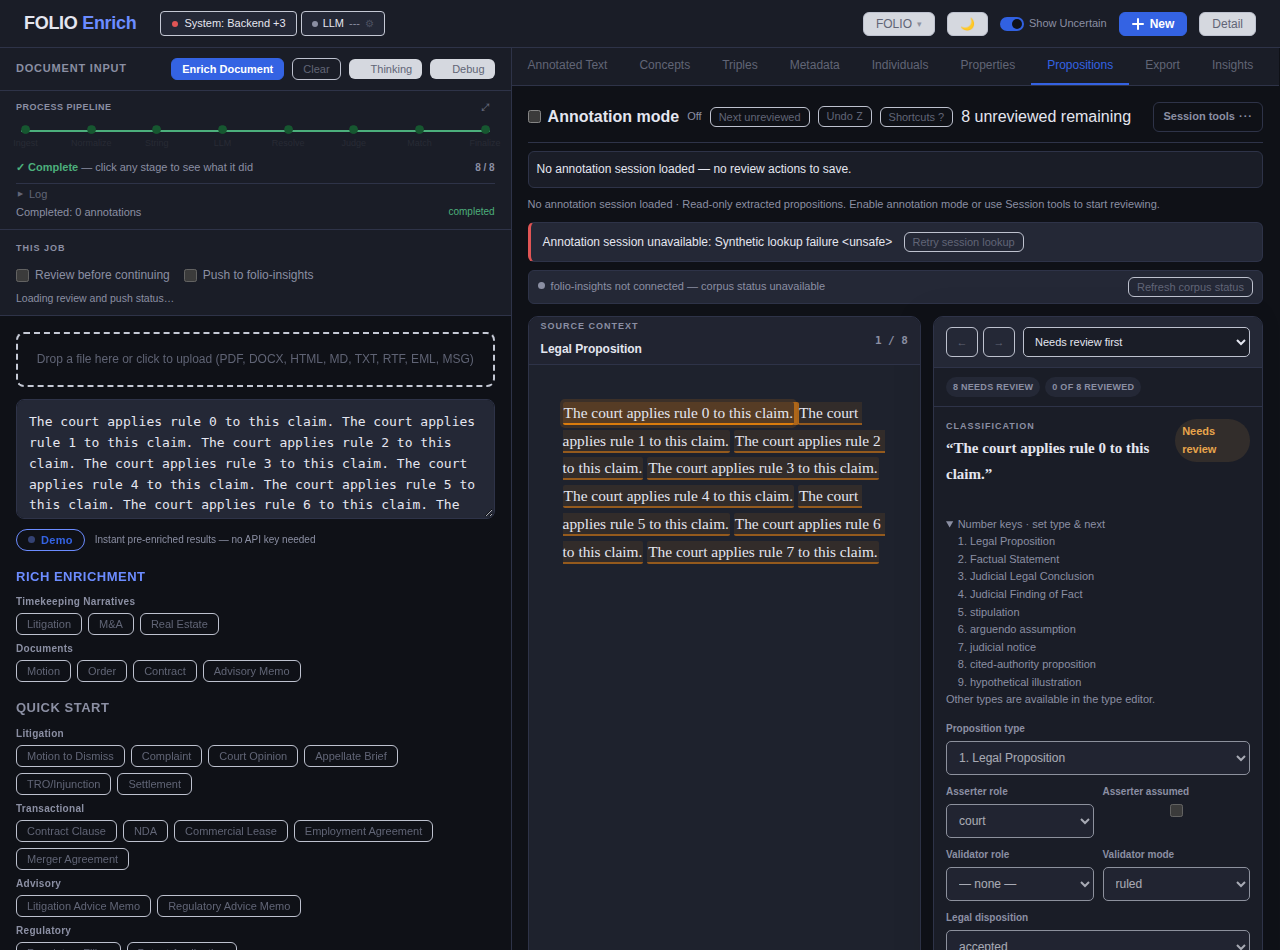 FOLIO Enrich
System: Backend +3
LLM ---
FOLIO
Show Uncertain
New
Detail
DOCUMENT INPUT
Enrich Document
Clear
Thinking
Debug
PROCESS PIPELINE
✓ Complete — click any stage to see what it did
8 / 8
Log
Completed: 0 annotations
completed
THIS JOB
Review before continuing
Push to folio-insights
Loading review and push status…
Drop a file here or click to upload (PDF, DOCX, HTML, MD, TXT, RTF, EML, MSG)
The court applies rule 0 to this claim. The court applies
rule 1 to this claim. The court applies rule 2 to this
claim. The court applies rule 3 to this claim. The court
applies rule 4 to this claim. The court applies rule 5 to
this claim. The court applies rule 6 to this claim. The
Demo
Instant pre-enriched results — no API key needed
RICH ENRICHMENT
Timekeeping Narratives
Litigation
M&A
Real Estate
Documents
Motion
Order
Contract
Advisory Memo
QUICK START
Litigation
Motion to Dismiss
Complaint
Court Opinion
Appellate Brief
TRO/Injunction
Settlement
Transactional
Contract Clause
NDA
Commercial Lease
Employment Agreement
Merger Agreement
Advisory
Litigation Advice Memo
Regulatory Advice Memo
Regulatory
Annotated Text
Concepts
Triples
Metadata
Individuals
Properties
Propositions
Export
Insights
Annotation mode
Off
Next unreviewed
Undo Z
Shortcuts ?
8 unreviewed remaining
Session tools ···
No annotation session loaded — no review actions to save.
No annotation session loaded · Read-only extracted propositions. Enable annotation mode or use Session tools to start reviewing.
Annotation session unavailable: Synthetic lookup failure <unsafe>
Retry session lookup
folio-insights not connected — corpus status unavailable
Refresh corpus status
SOURCE CONTEXT
Legal Proposition
1 / 8
The court applies rule 0 to this claim. The court
applies rule 1 to this claim. The court applies rule 2
to this claim. The court applies rule 3 to this claim.
The court applies rule 4 to this claim. The court
applies rule 5 to this claim. The court applies rule 6
to this claim. The court applies rule 7 to this claim.
←
→
Needs review first
8 NEEDS REVIEW
0 OF 8 REVIEWED
CLASSIFICATION
“The court applies rule 0 to this
claim.”
Needs
review
Number keys · set type & next
1. Legal Proposition
2. Factual Statement
3. Judicial Legal Conclusion
4. Judicial Finding of Fact
5. stipulation
6. arguendo assumption
7. judicial notice
8. cited-authority proposition
9. hypothetical illustration
Other types are available in the type editor.
Proposition type
1. Legal Proposition
Asserter role
Asserter assumed
court
Validator role
Validator mode
— none —
ruled
Legal disposition
accepted